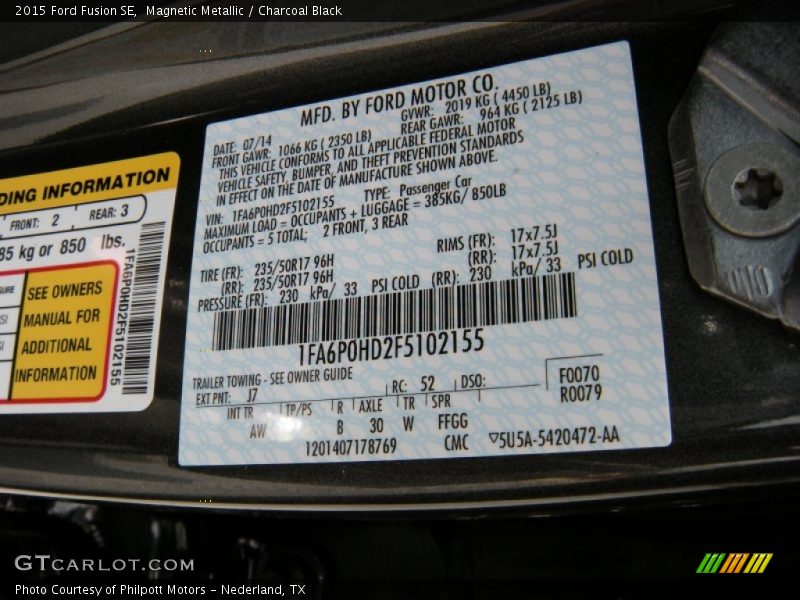 2015 Ford Fusion SE,  Magnetic Metallic / Charcoal Black
MFD. BY FORD MOTOR CO.
DATE: 07/14
GVWR: 2019 KG ( 4450 LB)
FRONT GAWR: 1066 KG ( 2350 LB)
REAR GAWR: 964 KG ( 2125 LB)
THIS VEHICLE CONFORMS TO ALL APPLICABLE FEDERAL MOTOR
VEHICLE SAFETY, BUMPER, AND THEFT PREVENTION STANDARDS
IN EFFECT ON THE DATE OF MANUFACTURE SHOWN ABOVE.
VIN: 1FA6P0HD2F5102155
TYPE: Passenger Car
MAXIMUM LOAD = OCCUPANTS + LUGGAGE = 385KG/ 850LB
OCCUPANTS = 5 TOTAL; 2 FRONT, 3 REAR
TIRE (FR): 235/50R17 96H
RIMS (FR): 17x7.5J
(RR): 235/50R17 96H
(RR): 17x7.5J
PRESSURE (FR): 230 kPa/ 33 PSI COLD (RR): 230 kPa/ 33 PSI COLD
1FA6P0HD2F5102155
TRAILER TOWING - SEE OWNER GUIDE
EXT PNT: J7
RC: 52
DSO:
F0070
R0079
INT TR TP/PS R AXLE TR SPR
AW B 30 W FFGG
1201407178769
CMC
▽5U5A-5420472-AA
DING INFORMATION
FRONT: 2
REAR: 3
85 kg or 850 lbs.
SURE
SI
SI
SEE OWNERS
MANUAL FOR
ADDITIONAL
INFORMATION
1FA6P0HD2F5102155
GTCARLOT.COM
Photo Courtesy of Philpott Motors - Nederland, TX